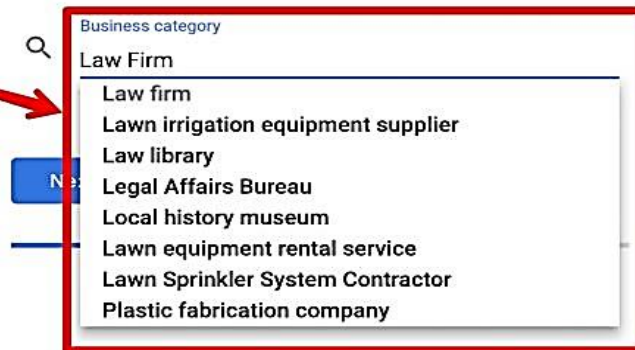 Business category
Law Firm
Law firm
Lawn irrigation equipment supplier
Law library
Legal Affairs Bureau
Local history museum
Lawn equipment rental service
Lawn Sprinkler System Contractor
Plastic fabrication company